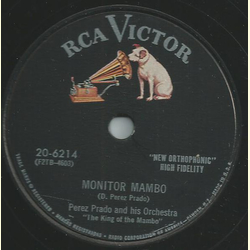 RCA VICTOR
20-6214
(F2TB-4603)
"NEW ORTHOPHONIC"
HIGH FIDELITY
MONITOR MAMBO
(D. Perez Prado)
Perez Prado and his Orchestra
"The King of the Mambo"